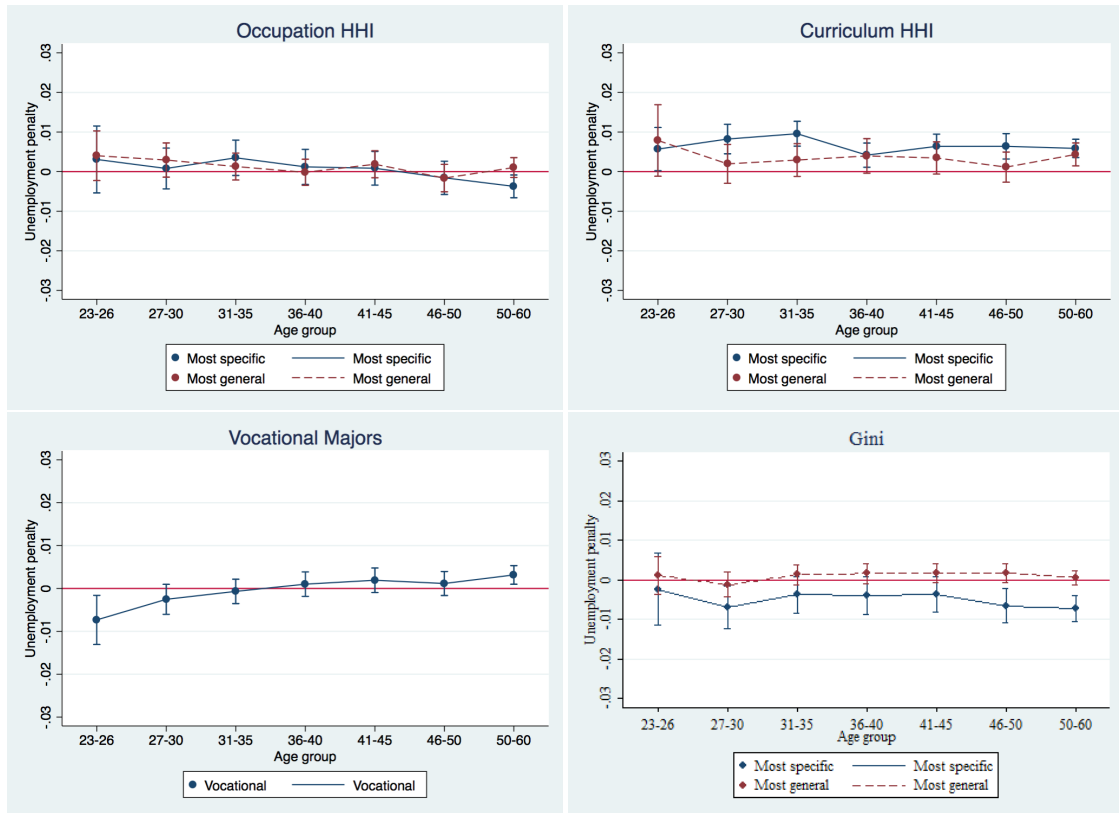 Occupation HHI
Unemployment penalty
.03
.02
.01
0
-.01
-.02
-.03
23-26 27-30 31-35 36-40 41-45 46-50 50-60
Age group
Most specific Most specific
Most general Most general
Curriculum HHI
Unemployment penalty
.03
.02
.01
0
-.01
-.02
-.03
23-26 27-30 31-35 36-40 41-45 46-50 50-60
Age group
Most specific Most specific
Most general Most general
Vocational Majors
Unemployment penalty
.03
.02
.01
0
-.01
-.02
-.03
23-26 27-30 31-35 36-40 41-45 46-50 50-60
Age group
Vocational Vocational
Gini
Unemployment penalty
.03
.02
.01
0
-.01
-.02
-.03
23-26 27-30 31-35 36-40 41-45 46-50 50-60
Age group
Most specific Most specific
Most general Most general